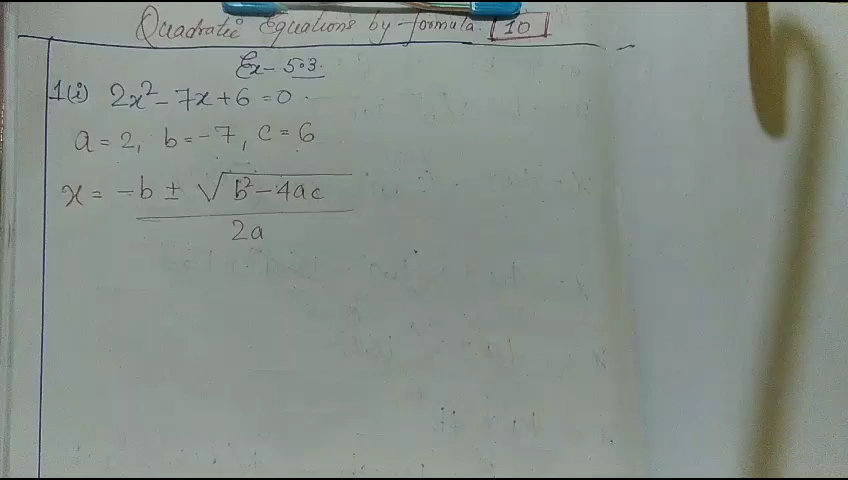 Quadratic Equations by formula 10
Ex- 5.3.
1(i) 2x² - 7x + 6 = 0.
a = 2, b = -7, c = 6
x = -b ± √b² - 4ac
2a